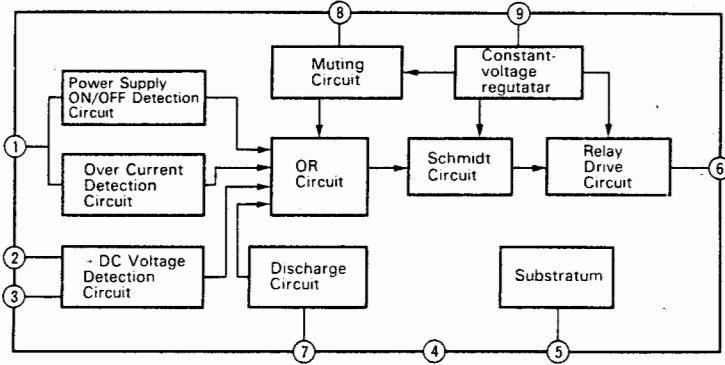 8
9
Muting
Circuit
Constant-
voltage
regutatar
Power Supply
ON/OFF Detection
Circuit
1
Over Current
Detection
Circuit
OR
Circuit
Schmidt
Circuit
Relay
Drive
Circuit
6
2
3
- DC Voltage
Detection
Circuit
Discharge
Circuit
Substratum
7
4
5